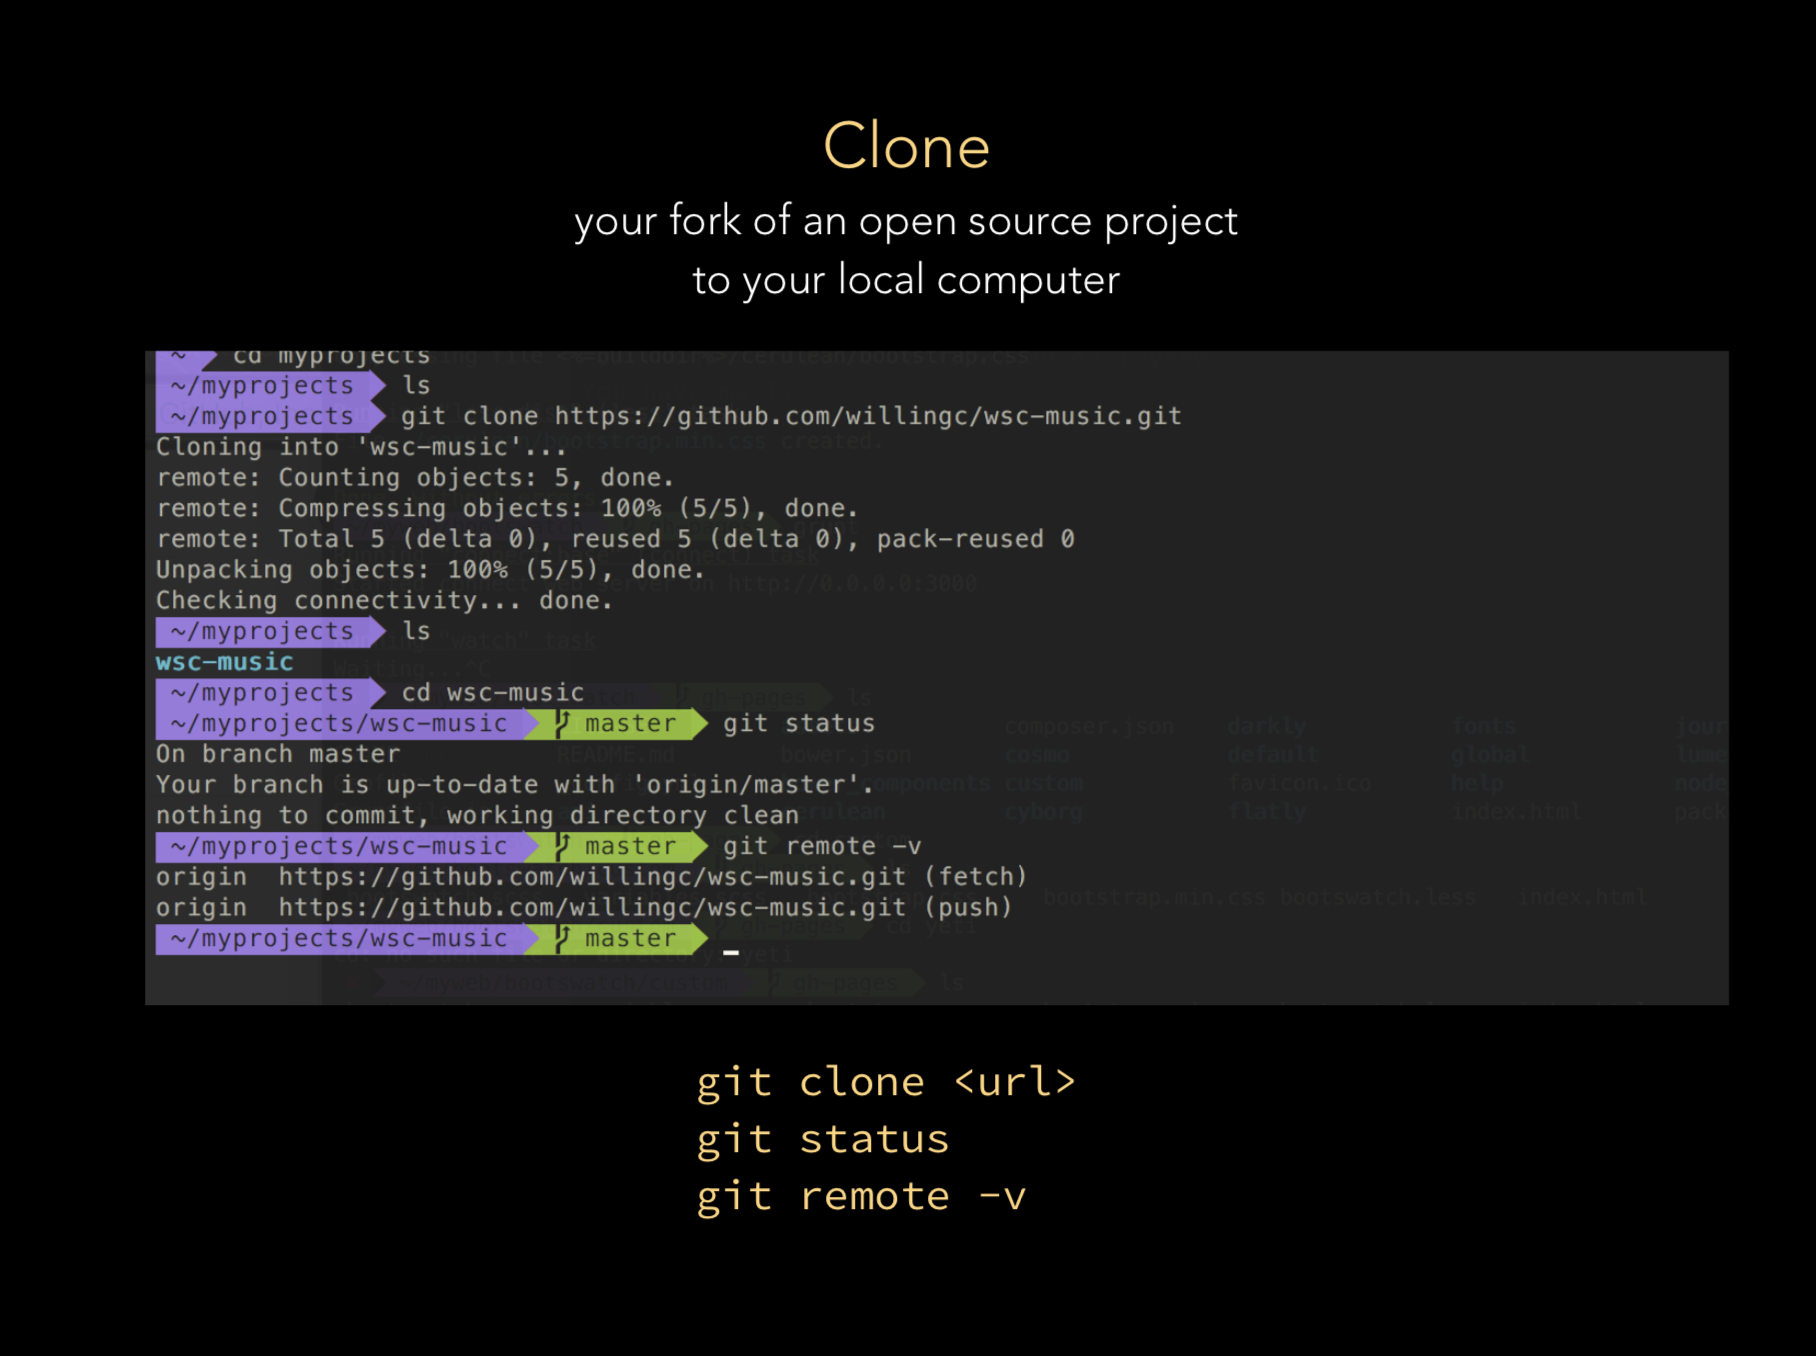 Clone
your fork of an open source project
to your local computer
~ cd myprojects
~/myprojects ls
~/myprojects git clone https://github.com/willingc/wsc-music.git
Cloning into 'wsc-music'...
remote: Counting objects: 5, done.
remote: Compressing objects: 100% (5/5), done.
remote: Total 5 (delta 0), reused 5 (delta 0), pack-reused 0
Unpacking objects: 100% (5/5), done.
Checking connectivity... done.
~/myprojects ls
wsc-music
~/myprojects cd wsc-music
~/myprojects/wsc-music master git status
On branch master
Your branch is up-to-date with 'origin/master'.
nothing to commit, working directory clean
~/myprojects/wsc-music master git remote -v
origin  https://github.com/willingc/wsc-music.git (fetch)
origin  https://github.com/willingc/wsc-music.git (push)
~/myprojects/wsc-music master
git clone <url>
git status
git remote -v